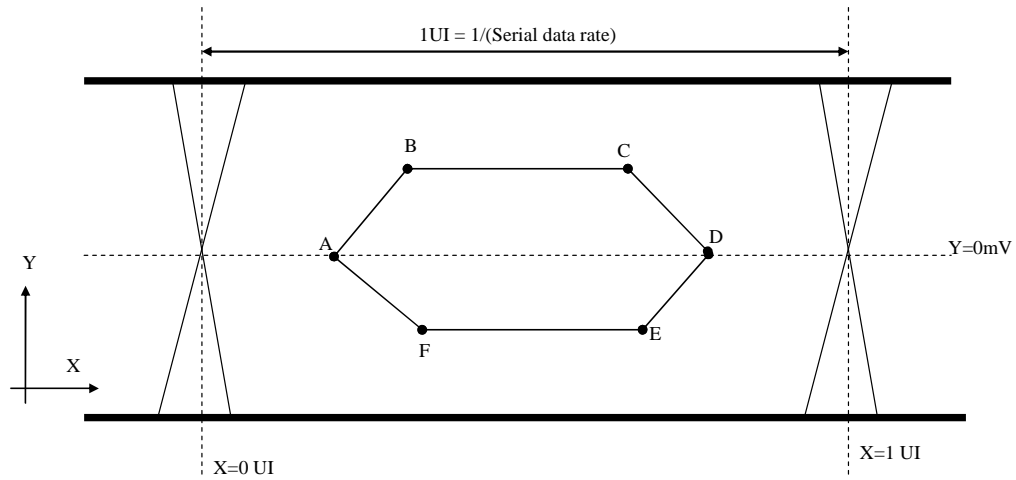 1UI = 1/(Serial data rate)
B
C
A
D
Y=0mV
Y
F
E
X
X=0 UI
X=1 UI